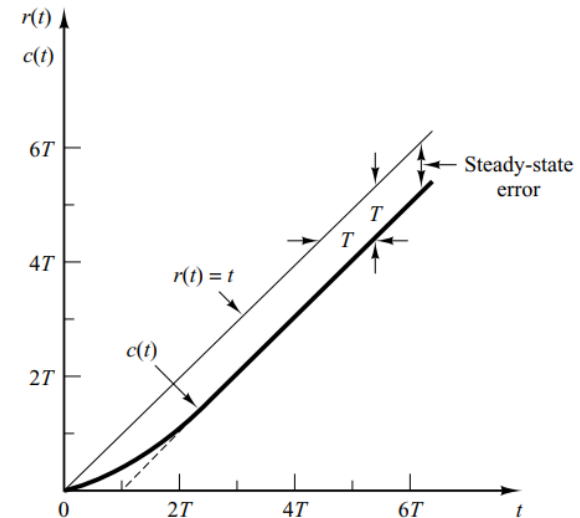 r(t)
c(t)
6T
Steady-state
error
T
T
4T
r(t) = t
c(t)
2T
0
2T
4T
6T
t